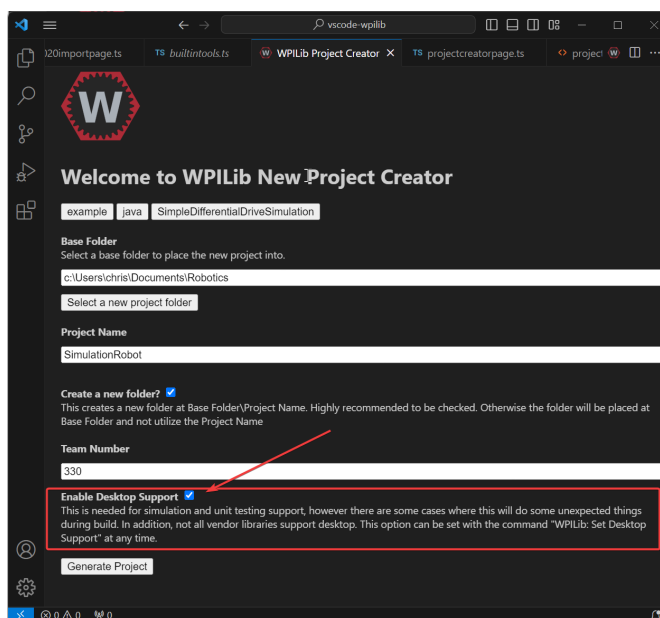 vscode-wpilib
020importpage.ts
TS builtintools.ts
WPILib Project Creator
TS projectcreatorpage.ts
project
W
Welcome to WPILib New Project Creator
example java SimpleDifferentialDriveSimulation
Base Folder
Select a base folder to place the new project into.
c:\Users\chris\Documents\Robotics
Select a new project folder
Project Name
SimulationRobot
Create a new folder?
This creates a new folder at Base Folder\Project Name. Highly recommended to be checked. Otherwise the folder will be placed at
Base Folder and not utilize the Project Name
Team Number
330
Enable Desktop Support
This is needed for simulation and unit testing support, however there are some cases where this will do some unexpected things
during build. In addition, not all vendor libraries support desktop. This option can be set with the command "WPILib: Set Desktop
Support" at any time.
Generate Project
0 0 0